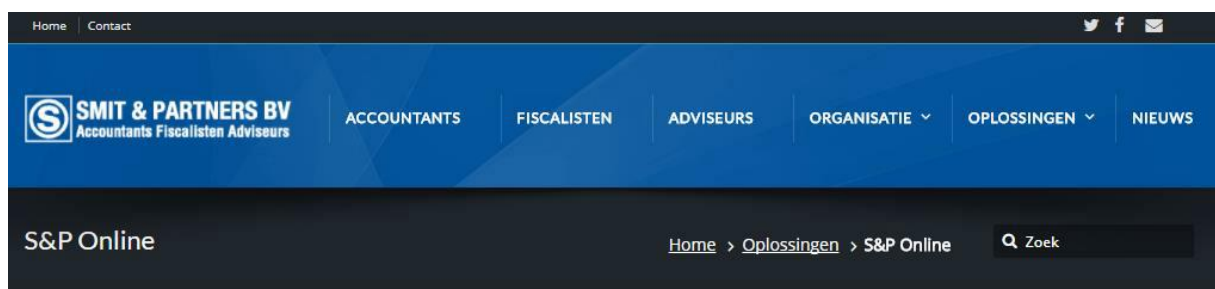 Home Contact
SMIT & PARTNERS BV
Accountants Fiscalisten Adviseurs
ACCOUNTANTS FISCALISTEN ADVISEURS ORGANISATIE OPLOSSINGEN NIEUWS
S&P Online
Home > Oplossingen > S&P Online
Zoek